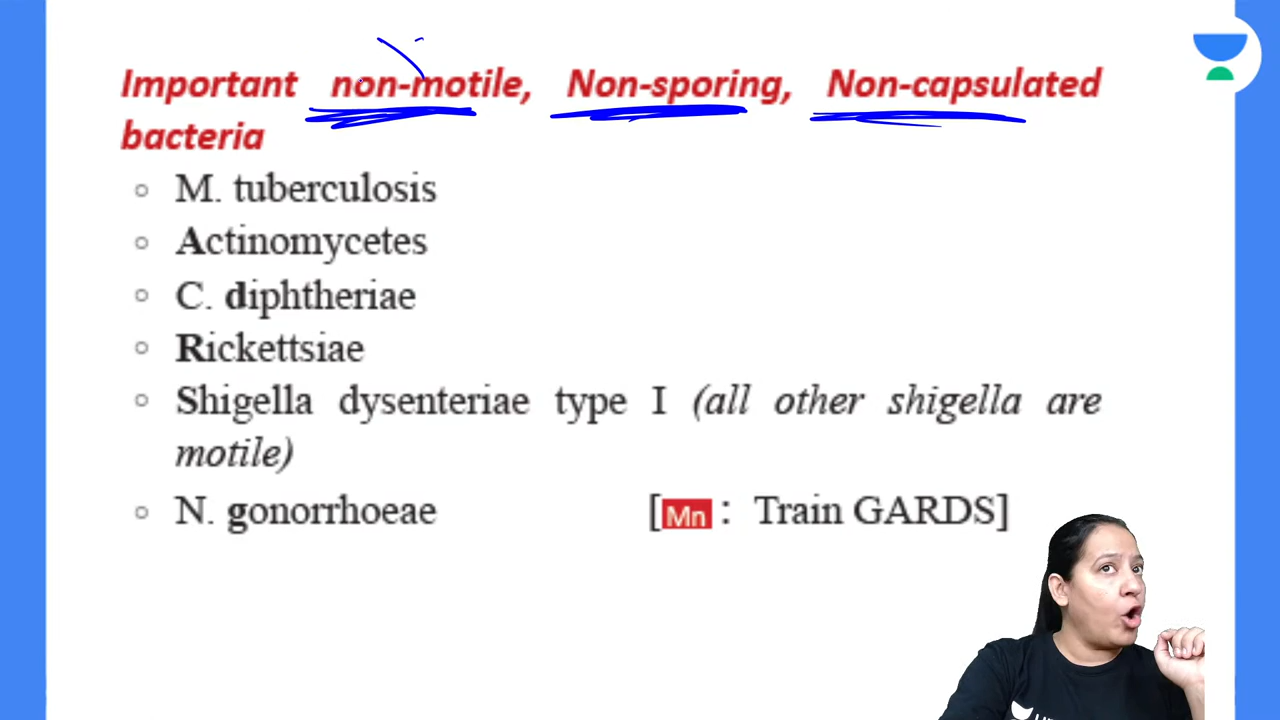 Important non-motile, Non-sporing, Non-capsulated
bacteria
M. tuberculosis
Actinomycetes
C. diphtheriae
Rickettsiae
Shigella dysenteriae type I (all other shigella are
motile)
N. gonorrhoeae [Mn : Train GARDS]